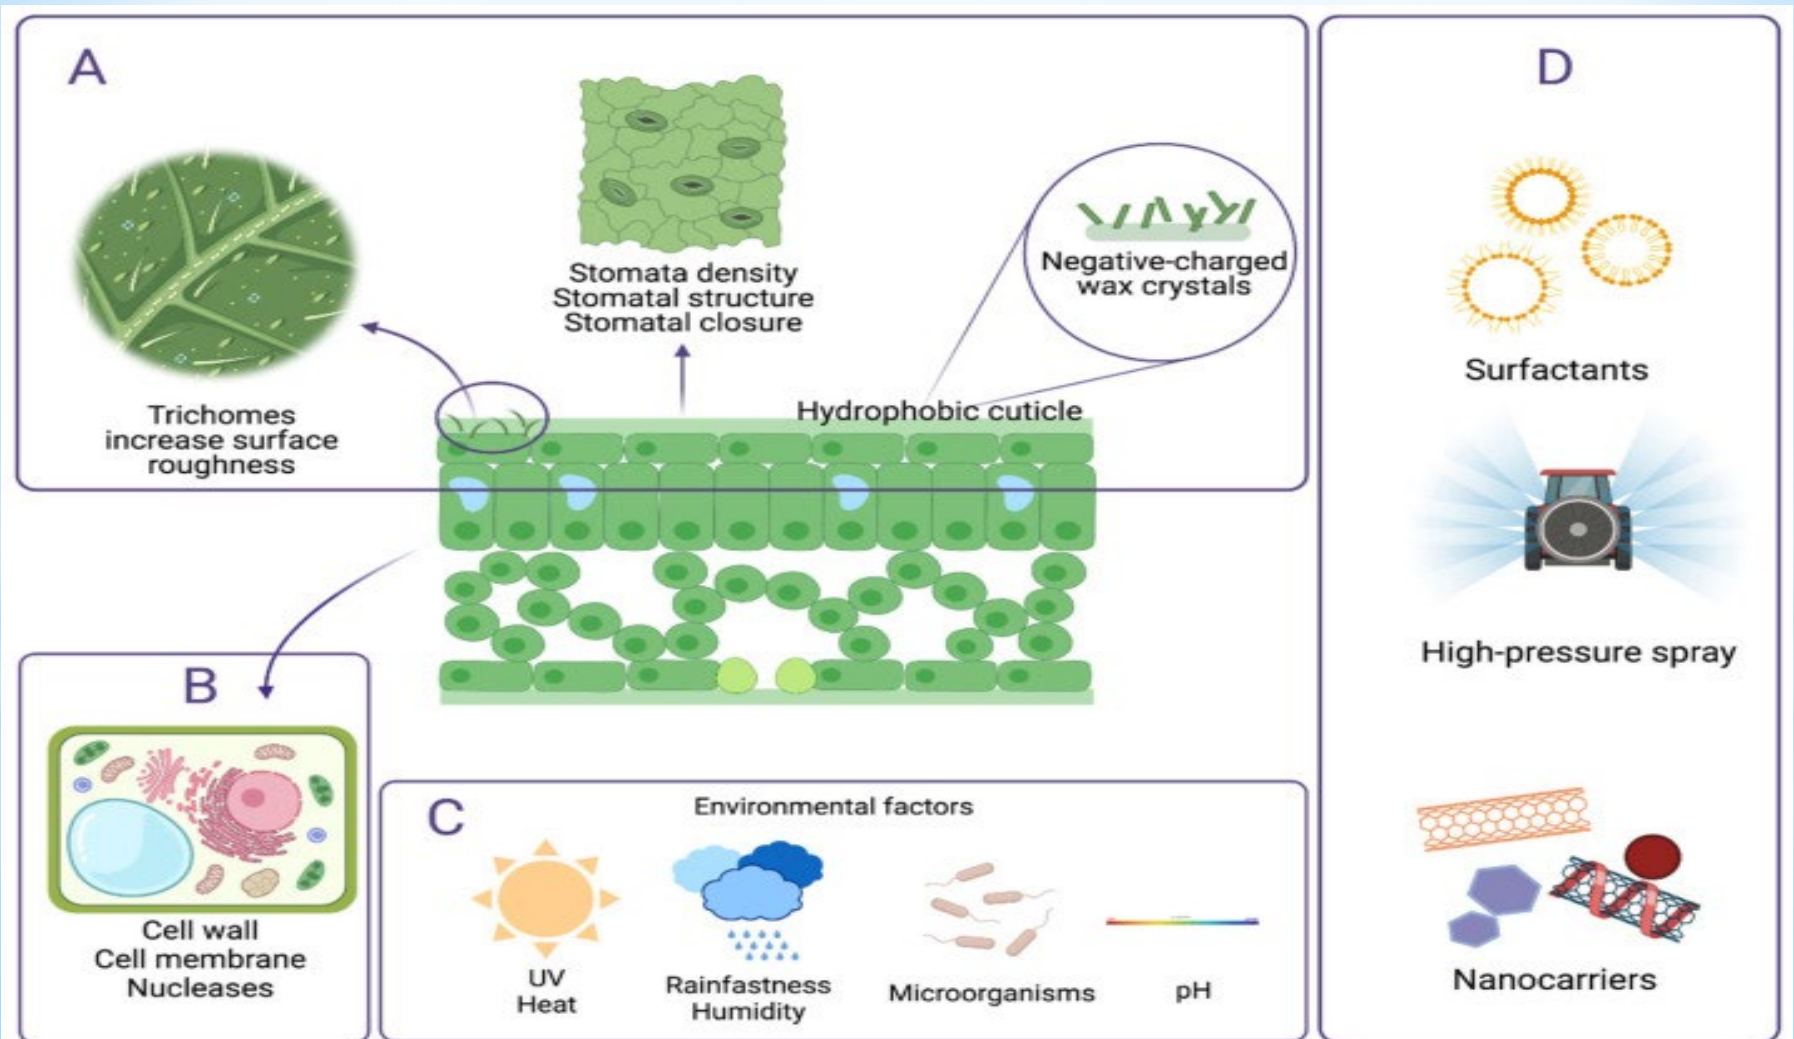 A
Trichomes
increase surface
roughness
Stomata density
Stomatal structure
Stomatal closure
Negative-charged
wax crystals
Hydrophobic cuticle
B
Cell wall
Cell membrane
Nucleases
C
Environmental factors
UV
Heat
Rainfastness
Humidity
Microorganisms
pH
D
Surfactants
High-pressure spray
Nanocarriers